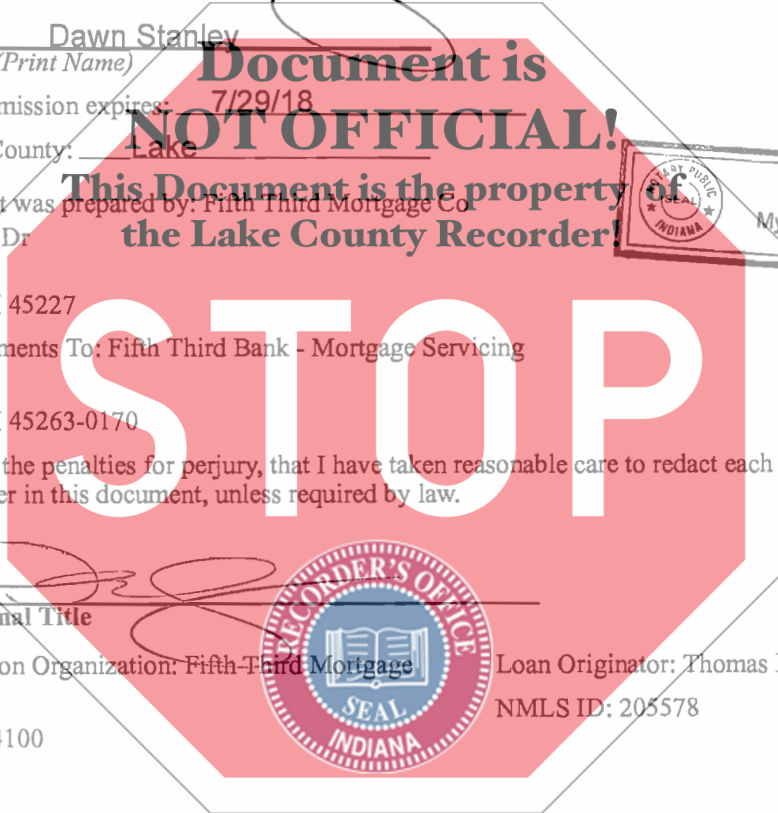 Dawn Stanley
Document is
(Print Name)
mission expires: 7/29/18
NOT OFFICIAL!
County: Lake
This Document is the property of
t was prepared by: Fifth Third Mortgage Co
Dr
the Lake County Recorder!
NOTARY PUBLIC
SEAL
INDIANA
My
45227
STOP
ments To: Fifth Third Bank - Mortgage Servicing
45263-0170
the penalties for perjury, that I have taken reasonable care to redact each
er in this document, unless required by law.
RECORDER'S OFFICE
nal Title
on Organization: Fifth Third Mortgage
Loan Originator: Thomas
SEAL
NMLS ID: 205578
INDIANA
4100